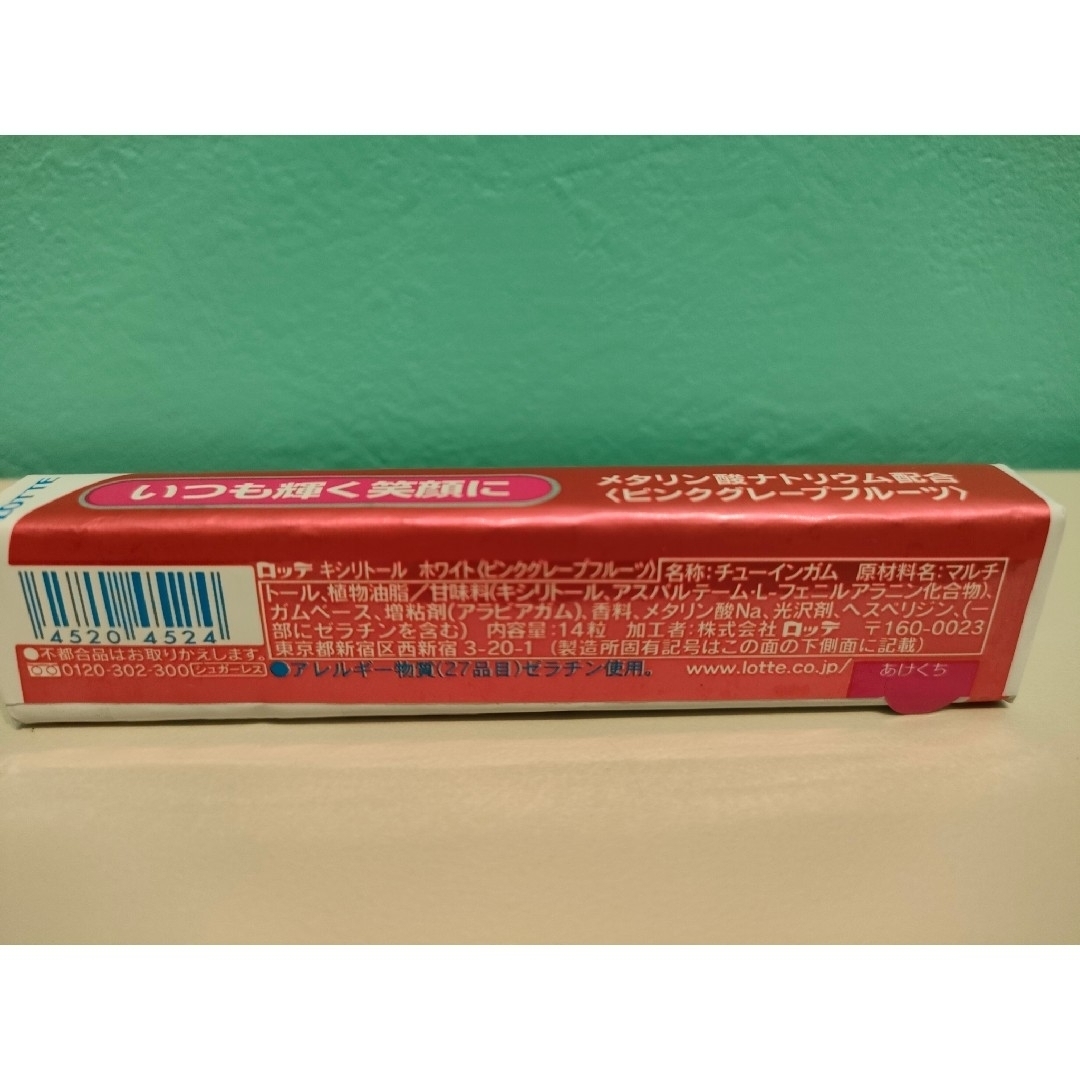 LOTTE
いつも輝く笑顔に
メタリン酸ナトリウム配合
〈ピンクグレープフルーツ〉
ロッテ キシリトール ホワイト〈ピンクグレープフルーツ〉 名称:チューインガム 原材料名:マルチ
トール、植物油脂/甘味料(キシリトール、アスパルテーム・L-フェニルアラニン化合物)、
ガムベース、増粘剤(アラビアガム)、香料、メタリン酸Na、光沢剤、ヘスペリジン、(一
部にゼラチンを含む) 内容量:14粒 加工者:株式会社 ロッテ 〒160-0023
東京都新宿区西新宿3-20-1 (製造所固有記号はこの面の下側面に記載)
●アレルギー物質(27品目)ゼラチン使用。 www.lotte.co.jp/
4520 4524
●不都合品はお取りかえします。
0120-302-300 シュガーレス
あけくち